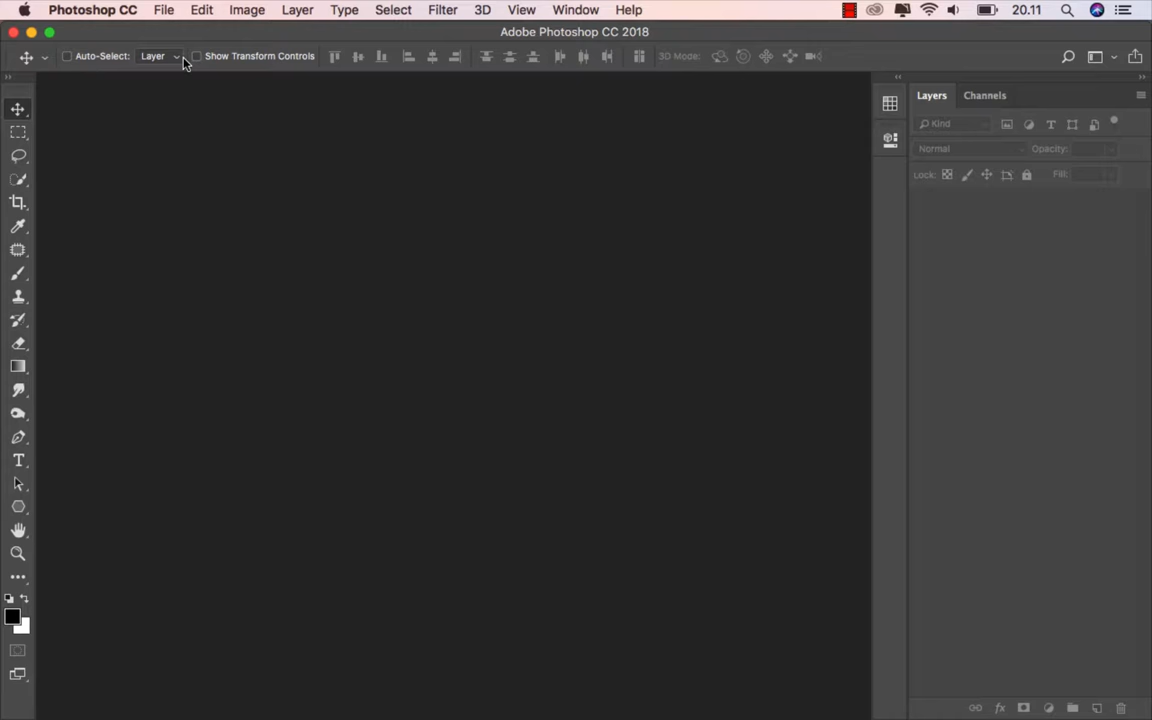 Photoshop CC File Edit Image Layer Type Select Filter 3D View Window Help 20.11
Adobe Photoshop CC 2018
Auto-Select: Layer Show Transform Controls 3D Mode:
Layers Channels
Kind
Normal Opacity:
Lock: Fill: